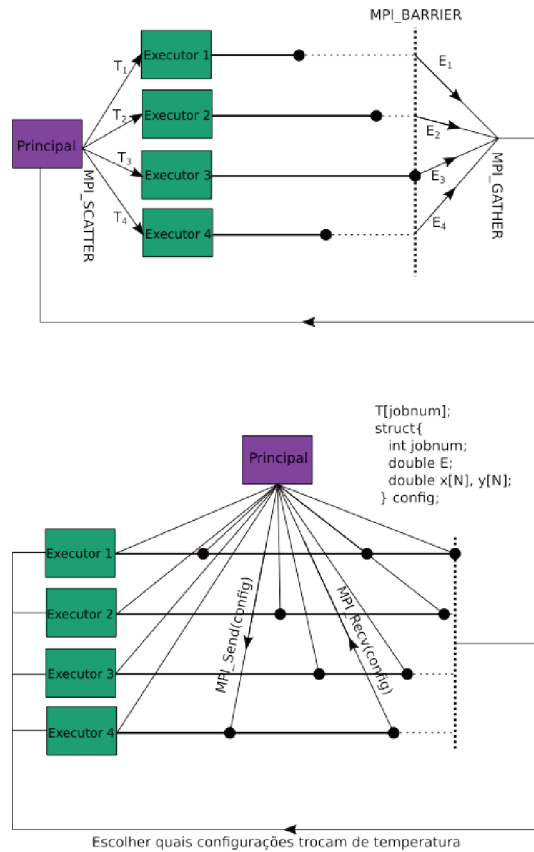 MPI_BARRIER
Executor 1
T1
E1
Executor 2
T2
E2
Principal
T3
Executor 3
E3
MPI_SCATTER
MPI_GATHER
T4
Executor 4
E4
T[jobnum];
struct{
int jobnum;
double E;
double x[N], y[N];
} config;
Principal
Executor 1
Executor 2
Executor 3
Executor 4
MPI_Send(config)
MPI_Recv(config)
Escolher quais configurações trocam de temperatura